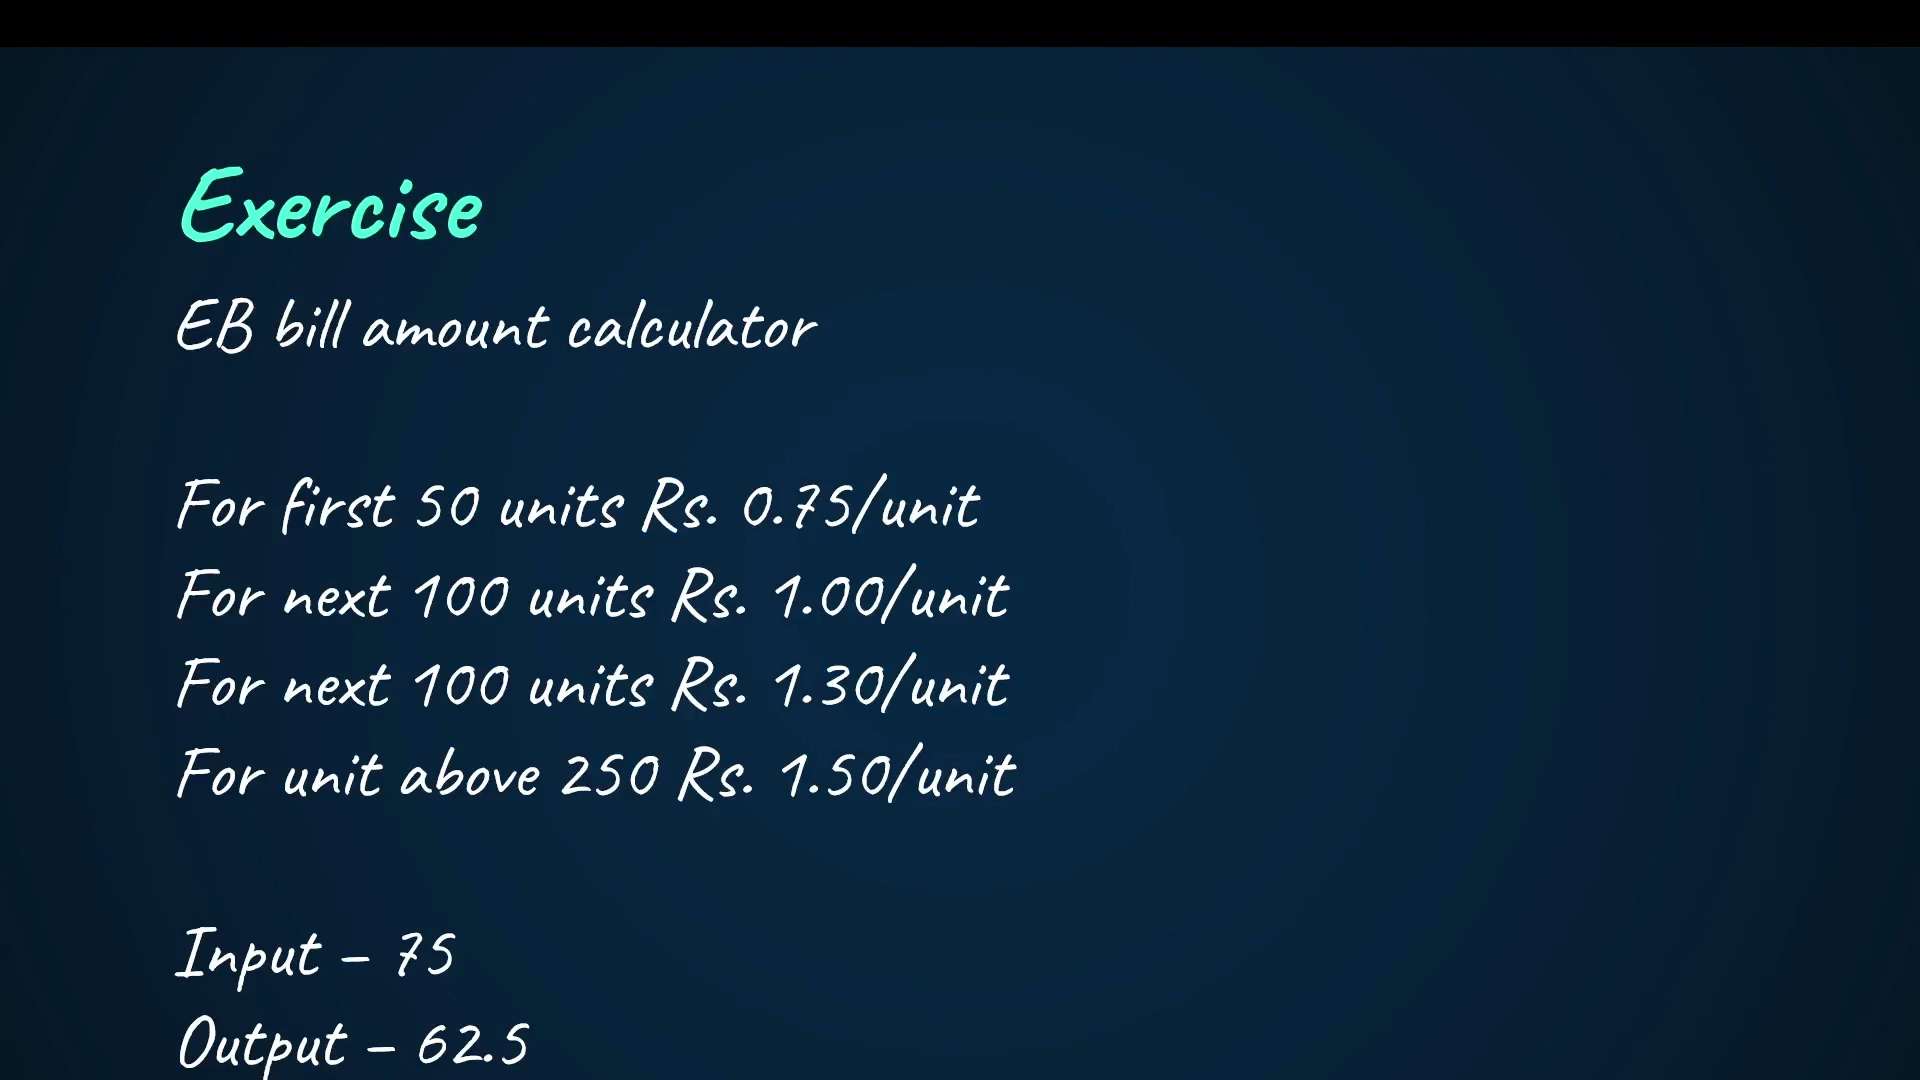 Exercise
EB bill amount calculator
For first 50 units Rs. 0.75/unit
For next 100 units Rs. 1.00/unit
For next 100 units Rs. 1.30/unit
For unit above 250 Rs. 1.50/unit
Input – 75
Output – 62.5